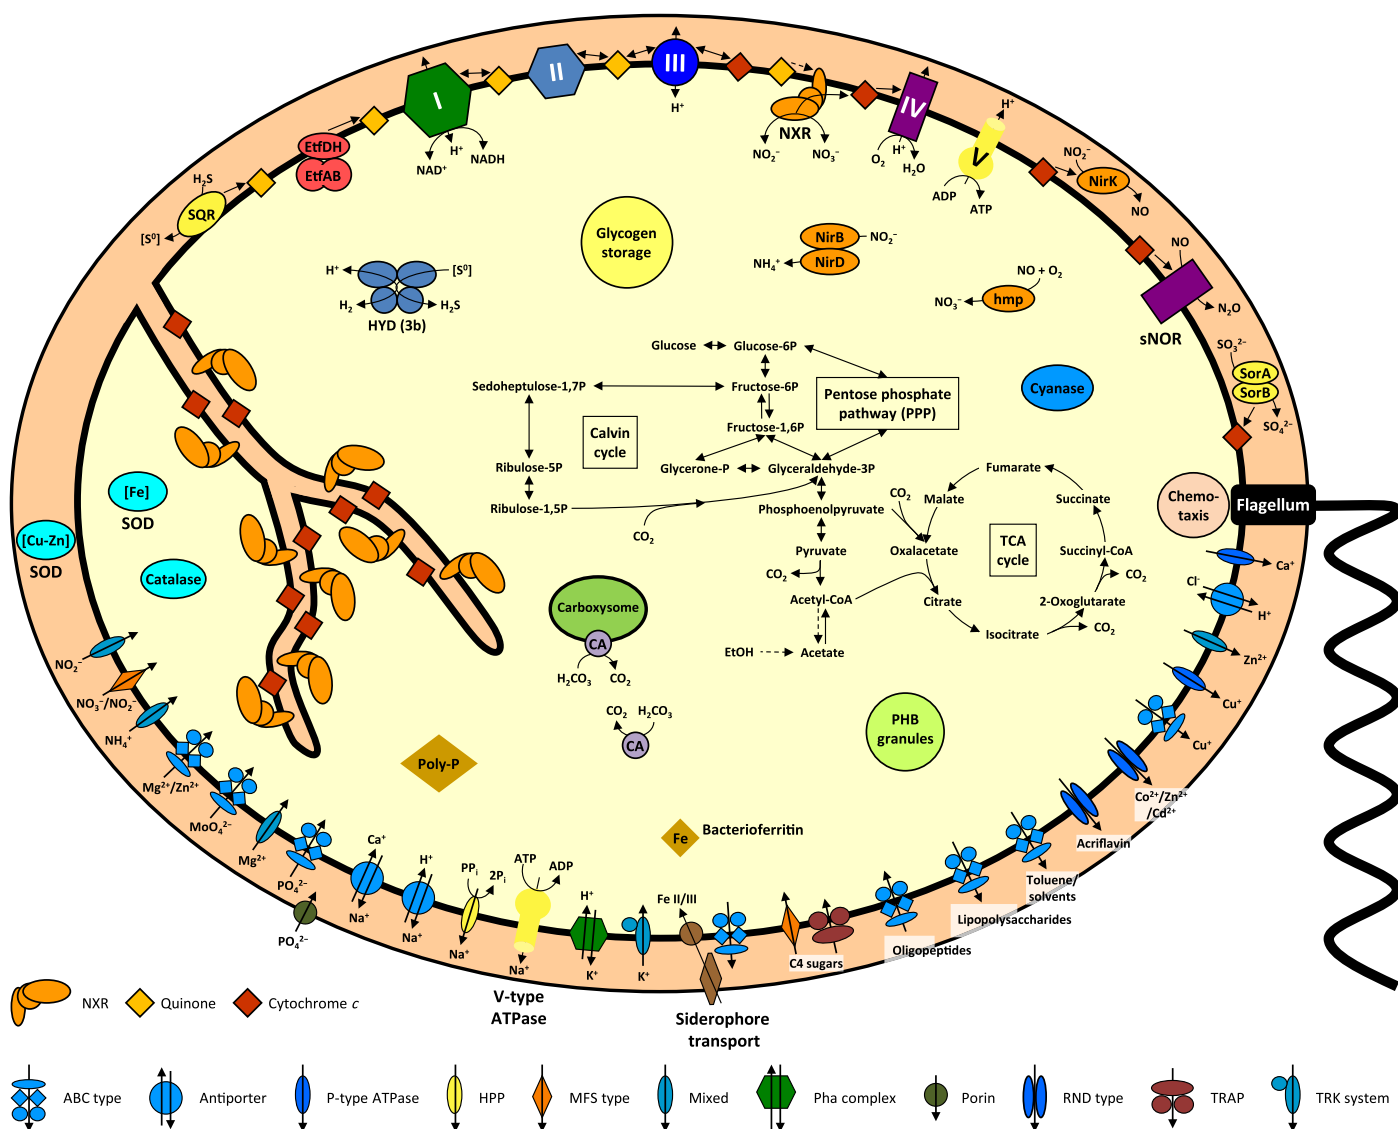 I
II
III
H⁺
NAD⁺
H⁺
NADH
EtfDH
EtfAB
H₂S
SQR
[S⁰]
NXR
NO₂⁻
NO₃⁻
IV
O₂
H⁺
H₂O
H⁺
V
ADP
ATP
NO₂⁻
NirK
NO
NO
N₂O
sNOR
SO₃²⁻
SorA
SorB
SO₄²⁻
Glycogen
storage
NirB
NirD
NO₂⁻
NH₄⁺
NO + O₂
NO₃⁻
hmp
H⁺
[S⁰]
H₂
H₂S
HYD (3b)
Glucose
Glucose-6P
Sedoheptulose-1,7P
Fructose-6P
Pentose phosphate
pathway (PPP)
Cyanase
Calvin
cycle
Fructose-1,6P
Ribulose-5P
Glycerone-P
Glyceraldehyde-3P
Ribulose-1,5P
CO₂
Phosphoenolpyruvate
Pyruvate
CO₂
Acetyl-CoA
EtOH
Acetate
CO₂
Fumarate
Malate
Succinate
Oxalacetate
TCA
cycle
Succinyl-CoA
CO₂
Citrate
2-Oxoglutarate
Isocitrate
CO₂
Chemo-
taxis
Flagellum
[Fe]
SOD
[Cu-Zn]
SOD
Catalase
Carboxysome
CA
H₂CO₃
CO₂
CO₂
H₂CO₃
CA
PHB
granules
Poly-P
Fe
Bacterioferritin
Ca⁺
Cl⁻
H⁺
Zn²⁺
Cu⁺
Cu⁺
Co²⁺/Zn²⁺
/Cd²⁺
Acriflavin
Toluene/
solvents
Lipopolysaccharides
Oligopeptides
C4 sugars
NO₂⁻
NO₃⁻/NO₂⁻
NH₄⁺
Mg²⁺/Zn²⁺
MoO₄²⁻
Mg²⁺
PO₄²⁻
PO₄²⁻
Ca⁺
Na⁺
H⁺
Na⁺
PPᵢ
2Pᵢ
Na⁺
ATP
ADP
Na⁺
V-type
ATPase
H⁺
K⁺
K⁺
Fe II/III
Siderophore
transport
NXR
Quinone
Cytochrome c
ABC type
Antiporter
P-type ATPase
HPP
MFS type
Mixed
Pha complex
Porin
RND type
TRAP
TRK system